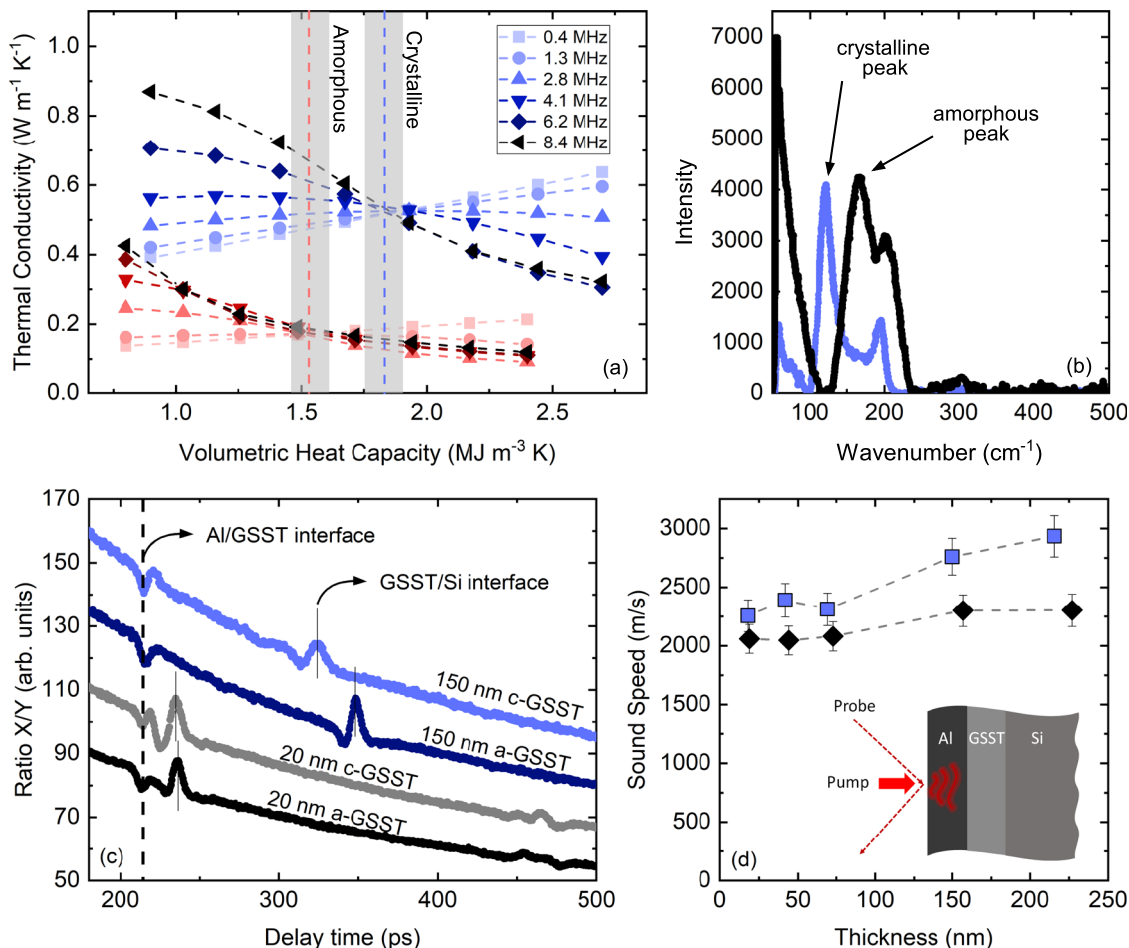 1.0
0.8
0.6
0.4
0.2
0.0
Thermal Conductivity (W m⁻¹ K⁻¹)
Amorphous
Crystalline
0.4 MHz
1.3 MHz
2.8 MHz
4.1 MHz
6.2 MHz
8.4 MHz
(a)
1.0 1.5 2.0 2.5
Volumetric Heat Capacity (MJ m⁻³ K)
7000
6000
5000
4000
3000
2000
1000
0
Intensity
crystalline
peak
amorphous
peak
(b)
100 200 300 400 500
Wavenumber (cm⁻¹)
170
150
130
110
90
70
50
Ratio X/Y (arb. units)
Al/GSST interface
GSST/Si interface
150 nm c-GSST
150 nm a-GSST
20 nm c-GSST
20 nm a-GSST
(c)
200 300 400 500
Delay time (ps)
3000
2500
2000
1500
1000
500
0
Sound Speed (m/s)
Probe
Pump
Al GSST Si
(d)
0 50 100 150 200 250
Thickness (nm)